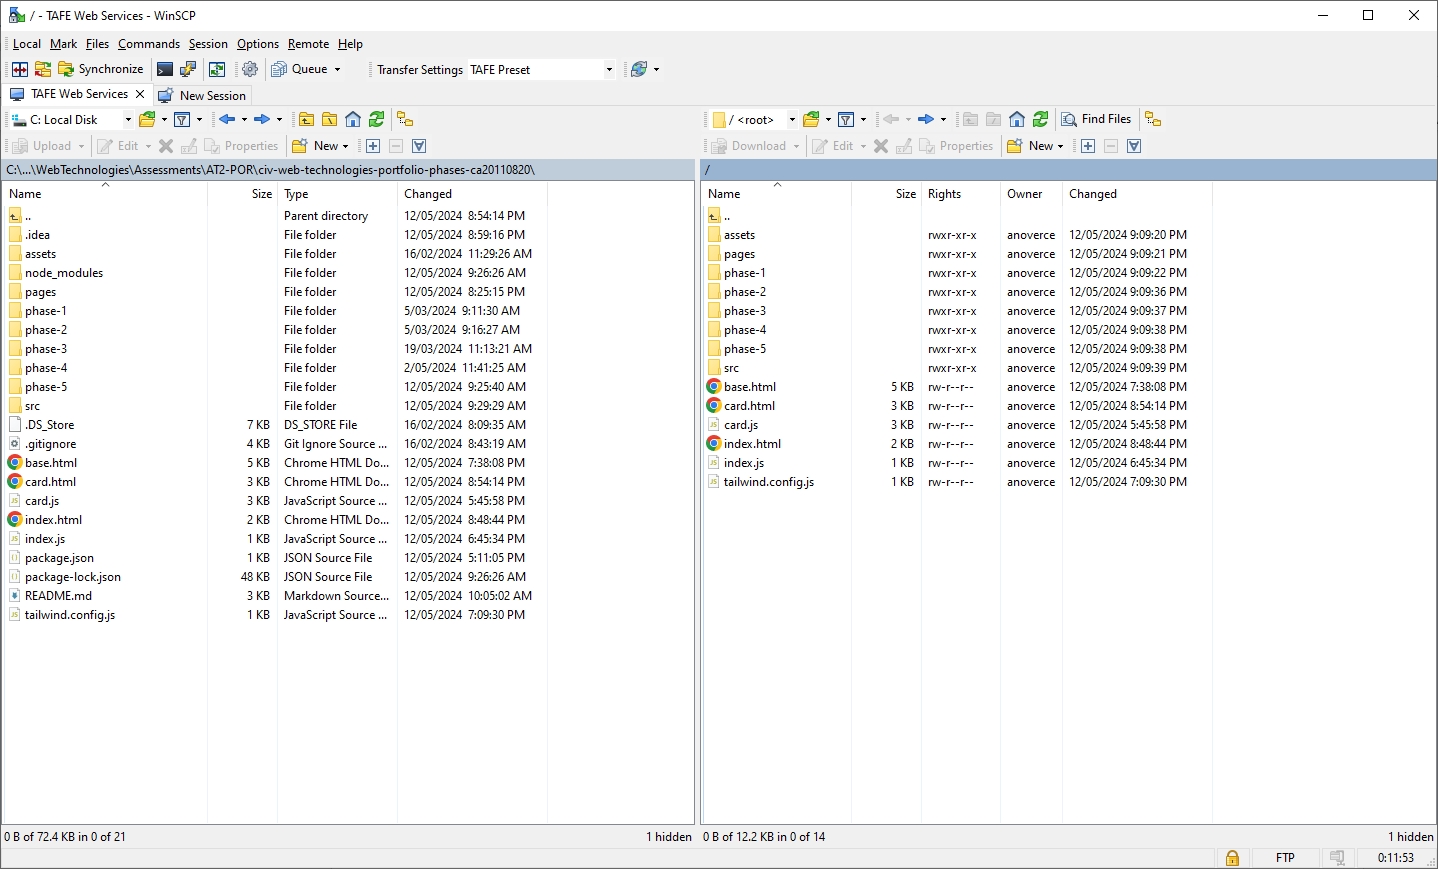 / - TAFE Web Services - WinSCP
Local Mark Files Commands Session Options Remote Help
Synchronize Queue Transfer Settings TAFE Preset
TAFE Web Services New Session
C: Local Disk
Upload Edit Properties New
C:\...\WebTechnologies\Assessments\AT2-POR\civ-web-technologies-portfolio-phases-ca20110820\
Name Size Type Changed
.. Parent directory 12/05/2024 8:54:14 PM
.idea File folder 12/05/2024 8:59:16 PM
assets File folder 16/02/2024 11:29:26 AM
node_modules File folder 12/05/2024 9:26:26 AM
pages File folder 12/05/2024 8:25:15 PM
phase-1 File folder 5/03/2024 9:11:30 AM
phase-2 File folder 5/03/2024 9:16:27 AM
phase-3 File folder 19/03/2024 11:13:21 AM
phase-4 File folder 2/05/2024 11:41:25 AM
phase-5 File folder 12/05/2024 9:25:40 AM
src File folder 12/05/2024 9:29:29 AM
.DS_Store 7 KB DS_STORE File 16/02/2024 8:09:35 AM
.gitignore 4 KB Git Ignore Source ... 16/02/2024 8:43:19 AM
base.html 5 KB Chrome HTML Do... 12/05/2024 7:38:08 PM
card.html 3 KB Chrome HTML Do... 12/05/2024 8:54:14 PM
card.js 3 KB JavaScript Source ... 12/05/2024 5:45:58 PM
index.html 2 KB Chrome HTML Do... 12/05/2024 8:48:44 PM
index.js 1 KB JavaScript Source ... 12/05/2024 6:45:34 PM
package.json 1 KB JSON Source File 12/05/2024 5:11:05 PM
package-lock.json 48 KB JSON Source File 12/05/2024 9:26:26 AM
README.md 3 KB Markdown Source... 12/05/2024 10:05:02 AM
tailwind.config.js 1 KB JavaScript Source ... 12/05/2024 7:09:30 PM
0 B of 72.4 KB in 0 of 21 1 hidden
/ <root> Find Files
Download Edit Properties New
/
Name Size Rights Owner Changed
..
assets rwxr-xr-x anoverce 12/05/2024 9:09:20 PM
pages rwxr-xr-x anoverce 12/05/2024 9:09:21 PM
phase-1 rwxr-xr-x anoverce 12/05/2024 9:09:22 PM
phase-2 rwxr-xr-x anoverce 12/05/2024 9:09:36 PM
phase-3 rwxr-xr-x anoverce 12/05/2024 9:09:37 PM
phase-4 rwxr-xr-x anoverce 12/05/2024 9:09:38 PM
phase-5 rwxr-xr-x anoverce 12/05/2024 9:09:38 PM
src rwxr-xr-x anoverce 12/05/2024 9:09:39 PM
base.html 5 KB rw-r--r-- anoverce 12/05/2024 7:38:08 PM
card.html 3 KB rw-r--r-- anoverce 12/05/2024 8:54:14 PM
card.js 3 KB rw-r--r-- anoverce 12/05/2024 5:45:58 PM
index.html 2 KB rw-r--r-- anoverce 12/05/2024 8:48:44 PM
index.js 1 KB rw-r--r-- anoverce 12/05/2024 6:45:34 PM
tailwind.config.js 1 KB rw-r--r-- anoverce 12/05/2024 7:09:30 PM
0 B of 12.2 KB in 0 of 14 1 hidden
FTP 0:11:53